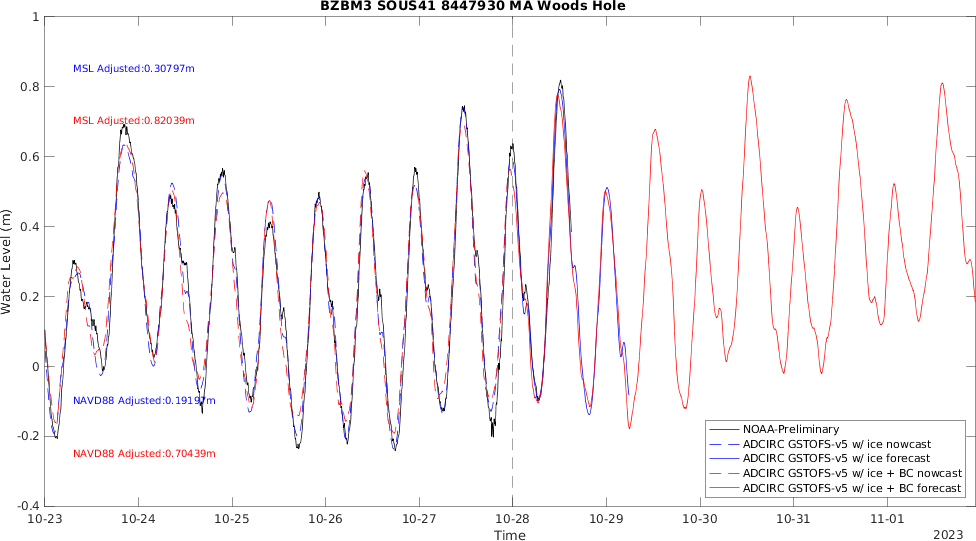 BZBM3 SOUS41 8447930 MA Woods Hole
1
0.8
0.6
0.4
0.2
0
-0.2
-0.4
Water Level (m)
MSL Adjusted:0.30797m
MSL Adjusted:0.82039m
NAVD88 Adjusted:0.19197m
NAVD88 Adjusted:0.70439m
NOAA-Preliminary
ADCIRC GSTOFS-v5 w/ ice nowcast
ADCIRC GSTOFS-v5 w/ ice forecast
ADCIRC GSTOFS-v5 w/ ice + BC nowcast
ADCIRC GSTOFS-v5 w/ ice + BC forecast
10-23 10-24 10-25 10-26 10-27 10-28 10-29 10-30 10-31 11-01
Time
2023